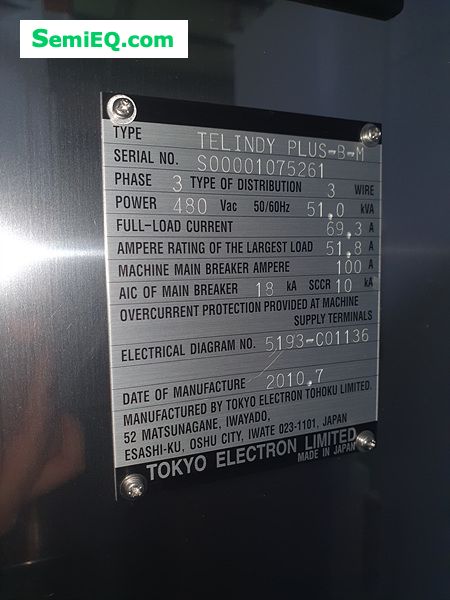 SemiEQ.com
TYPE TELINDY PLUS-B-M
SERIAL NO. S00001075261
PHASE 3 TYPE OF DISTRIBUTION 3 WIRE
POWER 480 Vac 50/60Hz 51.0 kVA
FULL-LOAD CURRENT 69.3 A
AMPERE RATING OF THE LARGEST LOAD 51.8 A
MACHINE MAIN BREAKER AMPERE 100 A
AIC OF MAIN BREAKER 18 kA SCCR 10 kA
OVERCURRENT PROTECTION PROVIDED AT MACHINE
SUPPLY TERMINALS
ELECTRICAL DIAGRAM NO. 5193-C01136
DATE OF MANUFACTURE 2010.7
MANUFACTURED BY TOKYO ELECTRON TOHOKU LIMITED.
52 MATSUNAGANE, IWAYADO,
ESASHI-KU, OSHU CITY, IWATE 023-1101, JAPAN
TOKYO ELECTRON LIMITED
MADE IN JAPAN